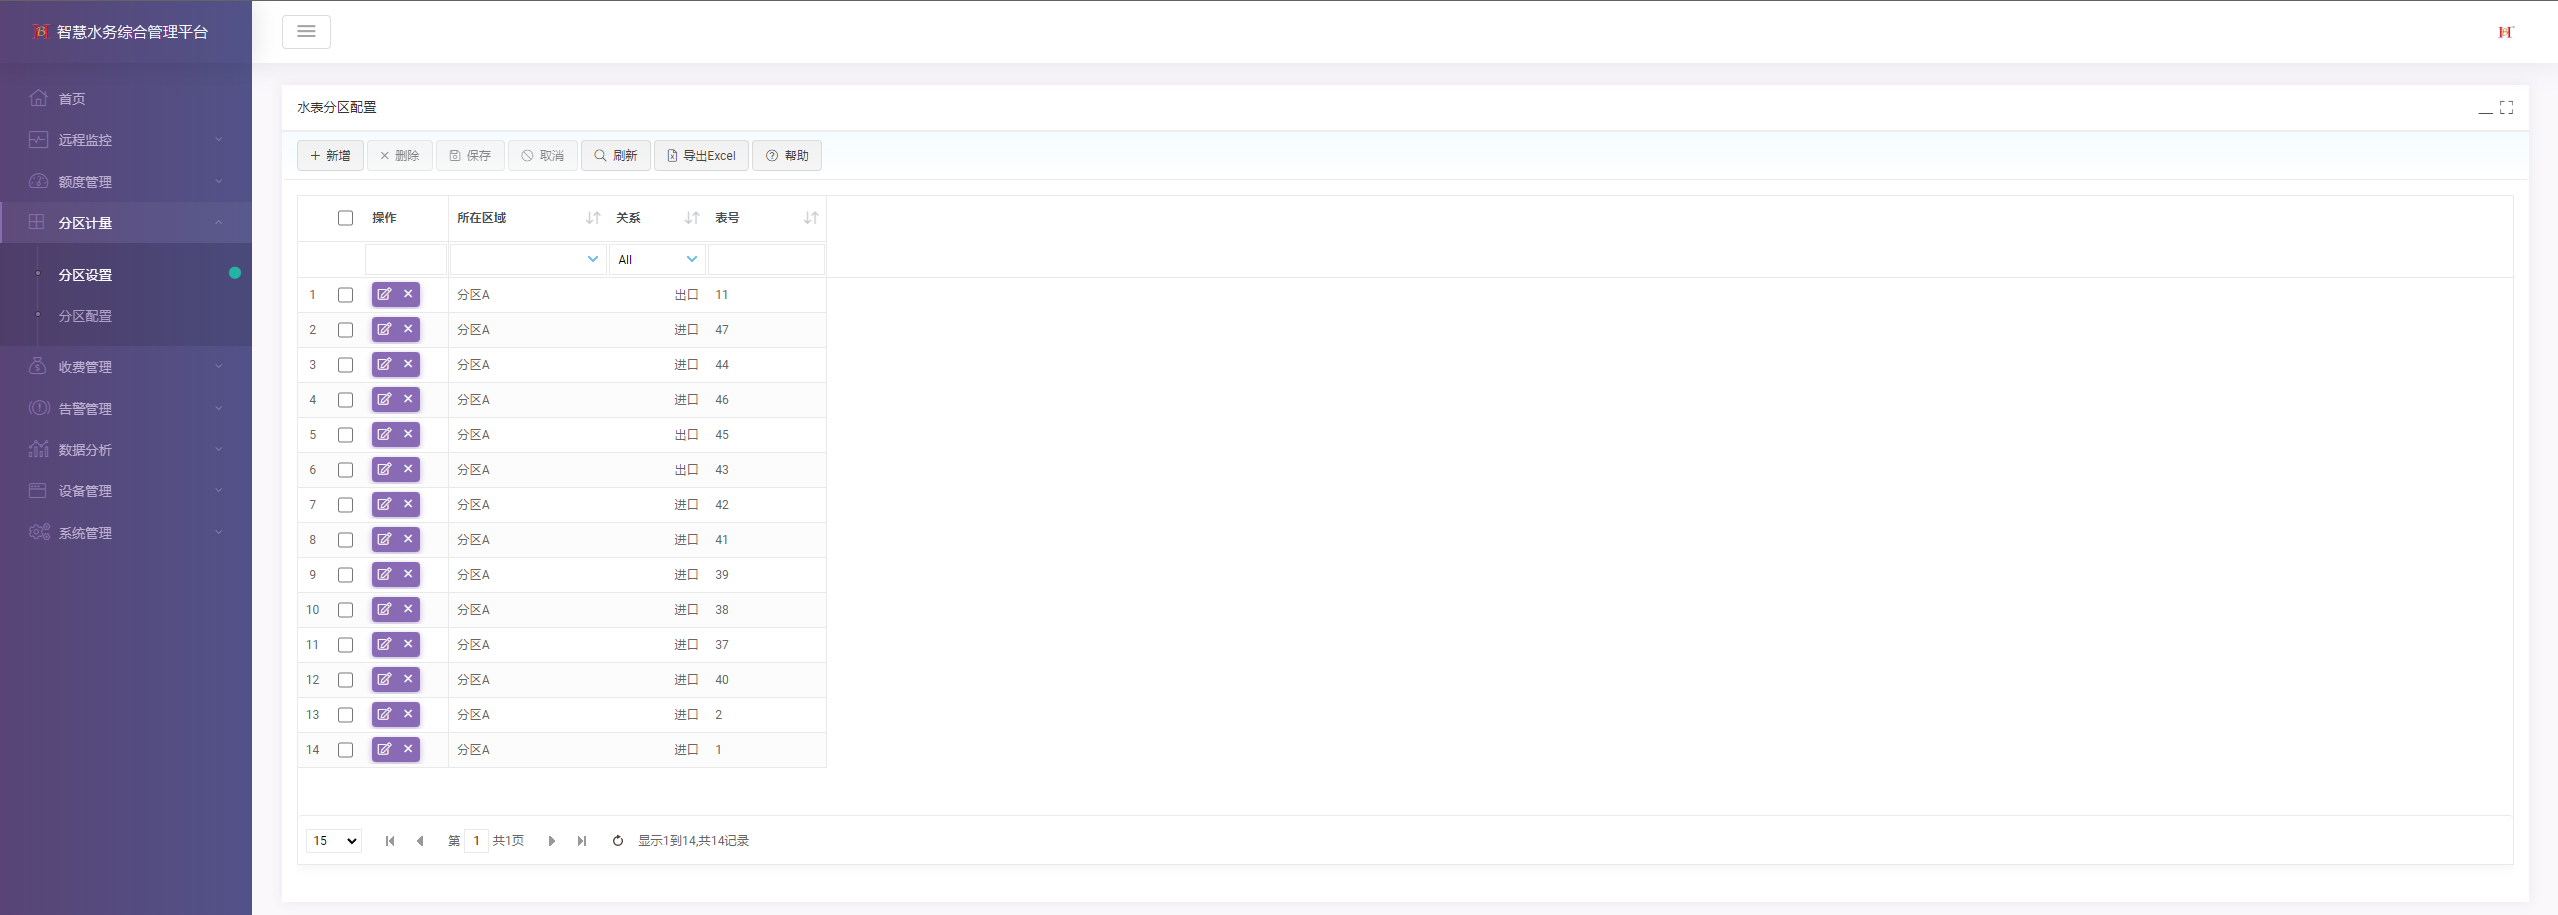 智慧水务综合管理平台
首页
远程监控
额度管理
分区计量
分区设置
分区配置
收费管理
告警管理
数据分析
设备管理
系统管理
水表分区配置
新增 删除 保存 取消 刷新 导出Excel 帮助
操作 所在区域 关系 表号
All
1 分区A 出口 11
2 分区A 进口 47
3 分区A 进口 44
4 分区A 进口 46
5 分区A 出口 45
6 分区A 出口 43
7 分区A 进口 42
8 分区A 进口 41
9 分区A 进口 39
10 分区A 进口 38
11 分区A 进口 37
12 分区A 进口 40
13 分区A 进口 2
14 分区A 进口 1
15 第 1 共1页 显示1到14,共14记录